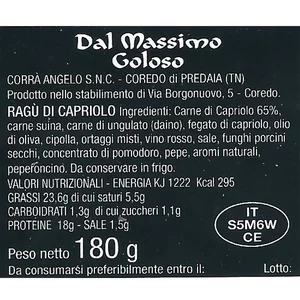 Dal Massimo
Goloso
CORRÀ ANGELO S.N.C. - COREDO di PREDAIA (TN)
Prodotto nello stabilimento di Via Borgonuovo, 5 - Coredo.
RAGÙ DI CAPRIOLO Ingredienti: Carne di Capriolo 65%,
carne suina, carne di ungulato (daino), fegato di capriolo, olio
di oliva, cipolla, ortaggi misti, vino rosso, sale, funghi porcini
secchi, concentrato di pomodoro, pepe, aromi naturali,
peperoncino. Da conservare in frigo.
VALORI NUTRIZIONALI - ENERGIA KJ 1222 Kcal 295
GRASSI 23,6g di cui saturi 5,5g
CARBOIDRATI 1,3g di cui zuccheri 1,1g
PROTEINE 18g - SALE 1,5g
IT
S5M6W
CE
Peso netto 180 g
Da consumarsi preferibilmente entro il: Lotto: